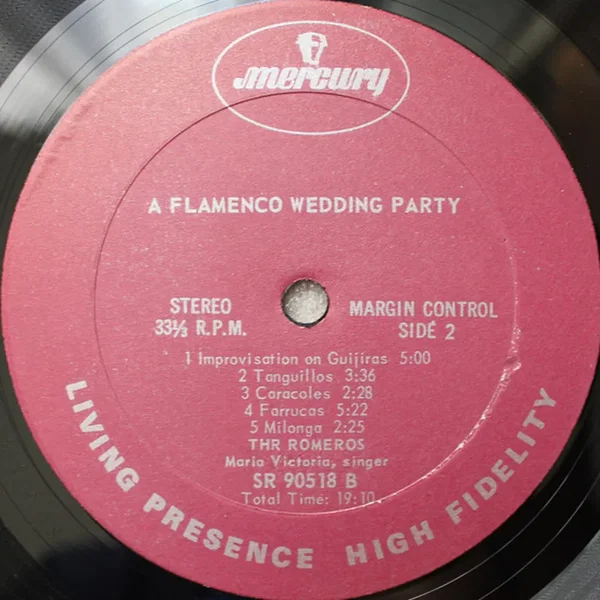 mercury
A FLAMENCO WEDDING PARTY
STEREO
33⅓ R.P.M.
MARGIN CONTROL
SIDE 2
1 Improvisation on Guijiras 5:00
2 Tanguillos 3:36
3 Caracoles 2:28
4 Farrucas 5:22
5 Milonga 2:25
THR ROMEROS
Maria Victoria, singer
SR 90518 B
Total Time: 19:10
LIVING PRESENCE HIGH FIDELITY